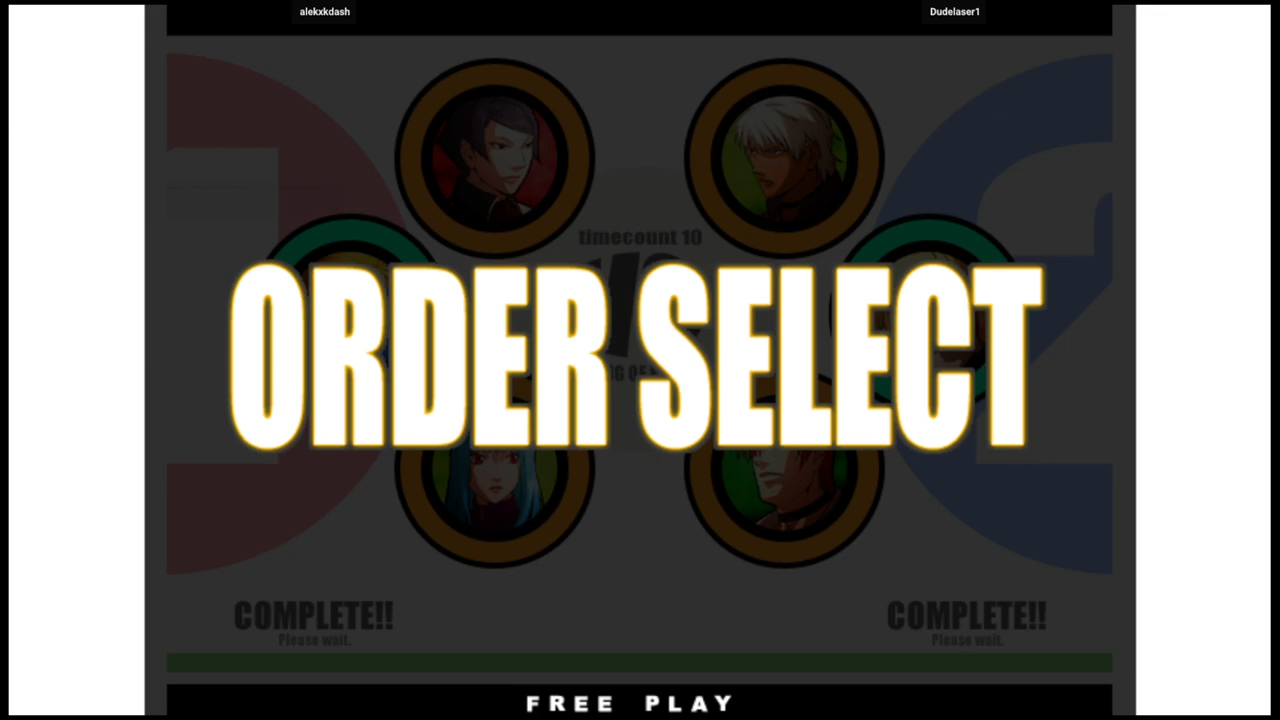 alekxkdash
Dudelaser1
timecount 10
ORDER SELECT
COMPLETE!!
Please wait.
COMPLETE!!
Please wait.
FREE PLAY